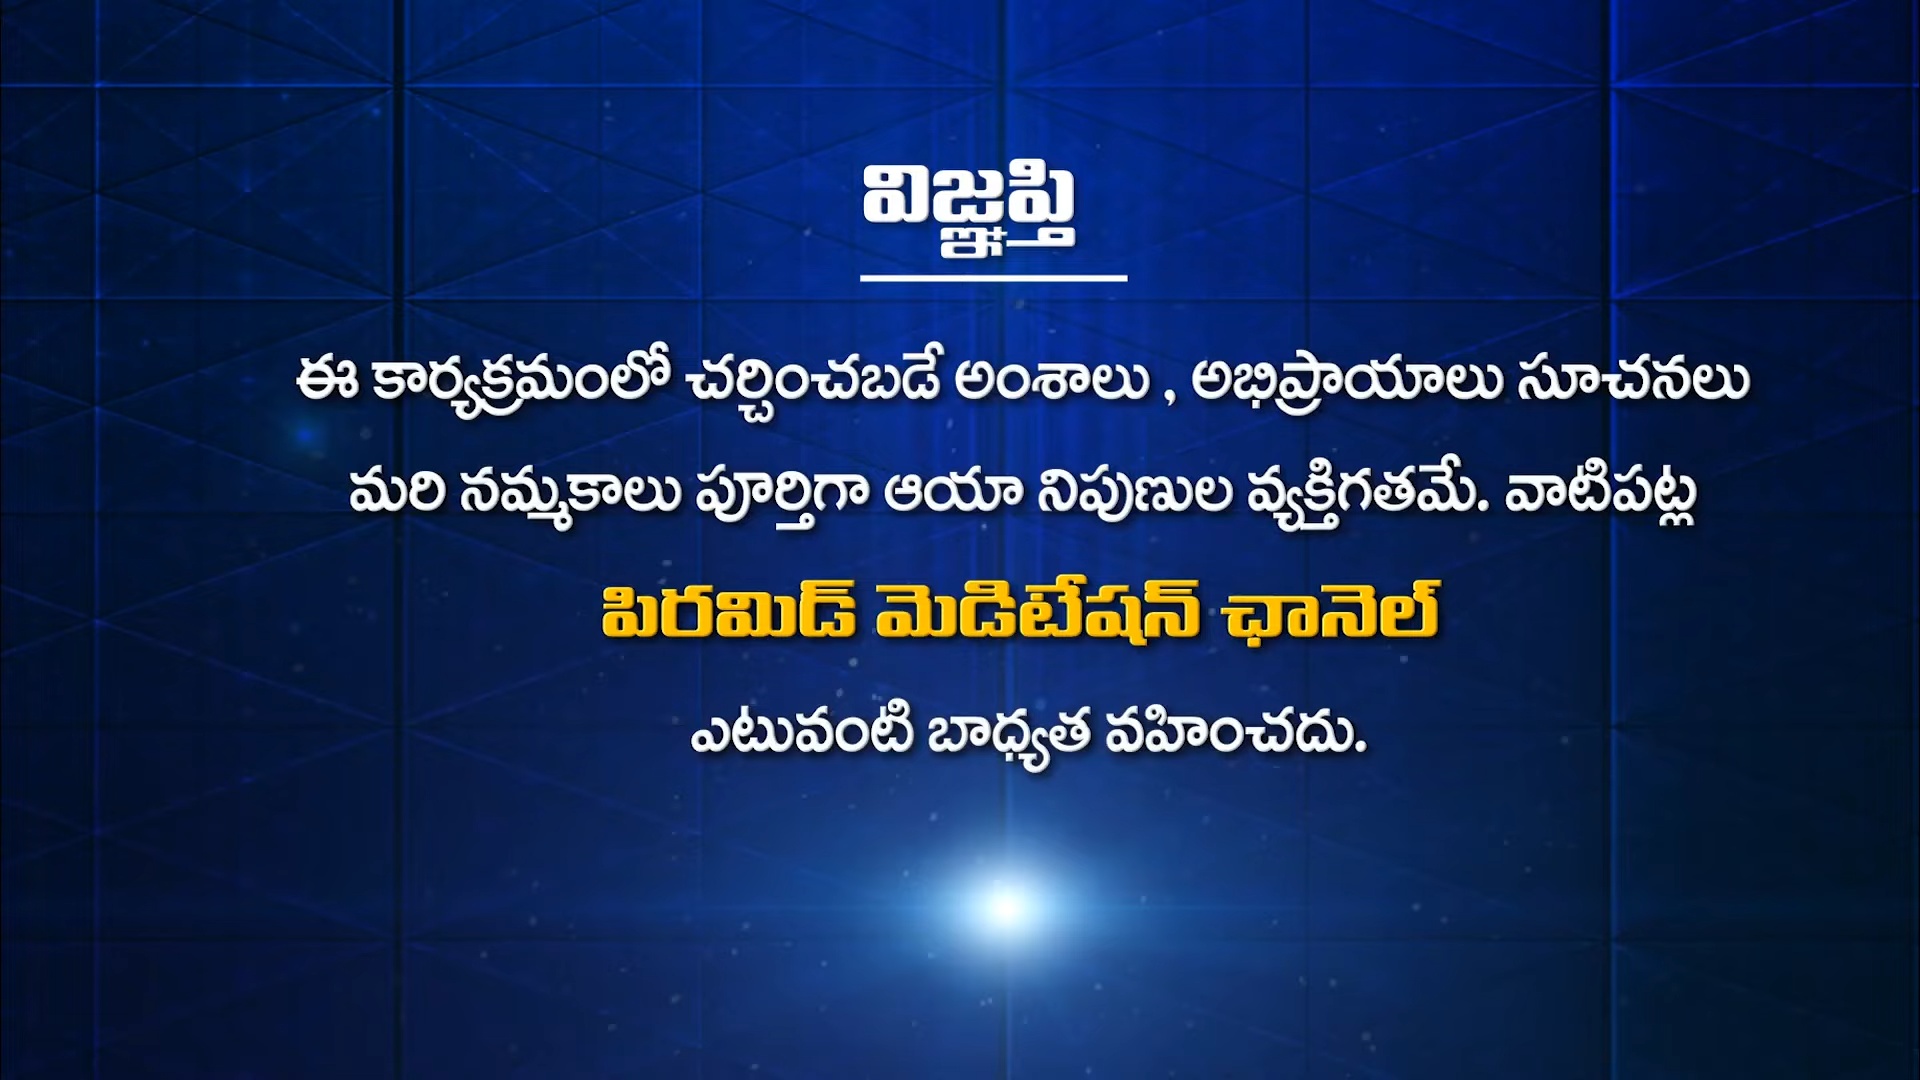 విజ్ఞప్తి
ఈ కార్యక్రమంలో చర్చించబడే అంశాలు , అభిప్రాయాలు సూచనలు
మరి నమ్మకాలు పూర్తిగా ఆయా నిపుణుల వ్యక్తిగతమే. వాటిపట్ల
పిరమిడ్ మెడిటేషన్ ఛానెల్
ఎటువంటి బాధ్యత వహించదు.